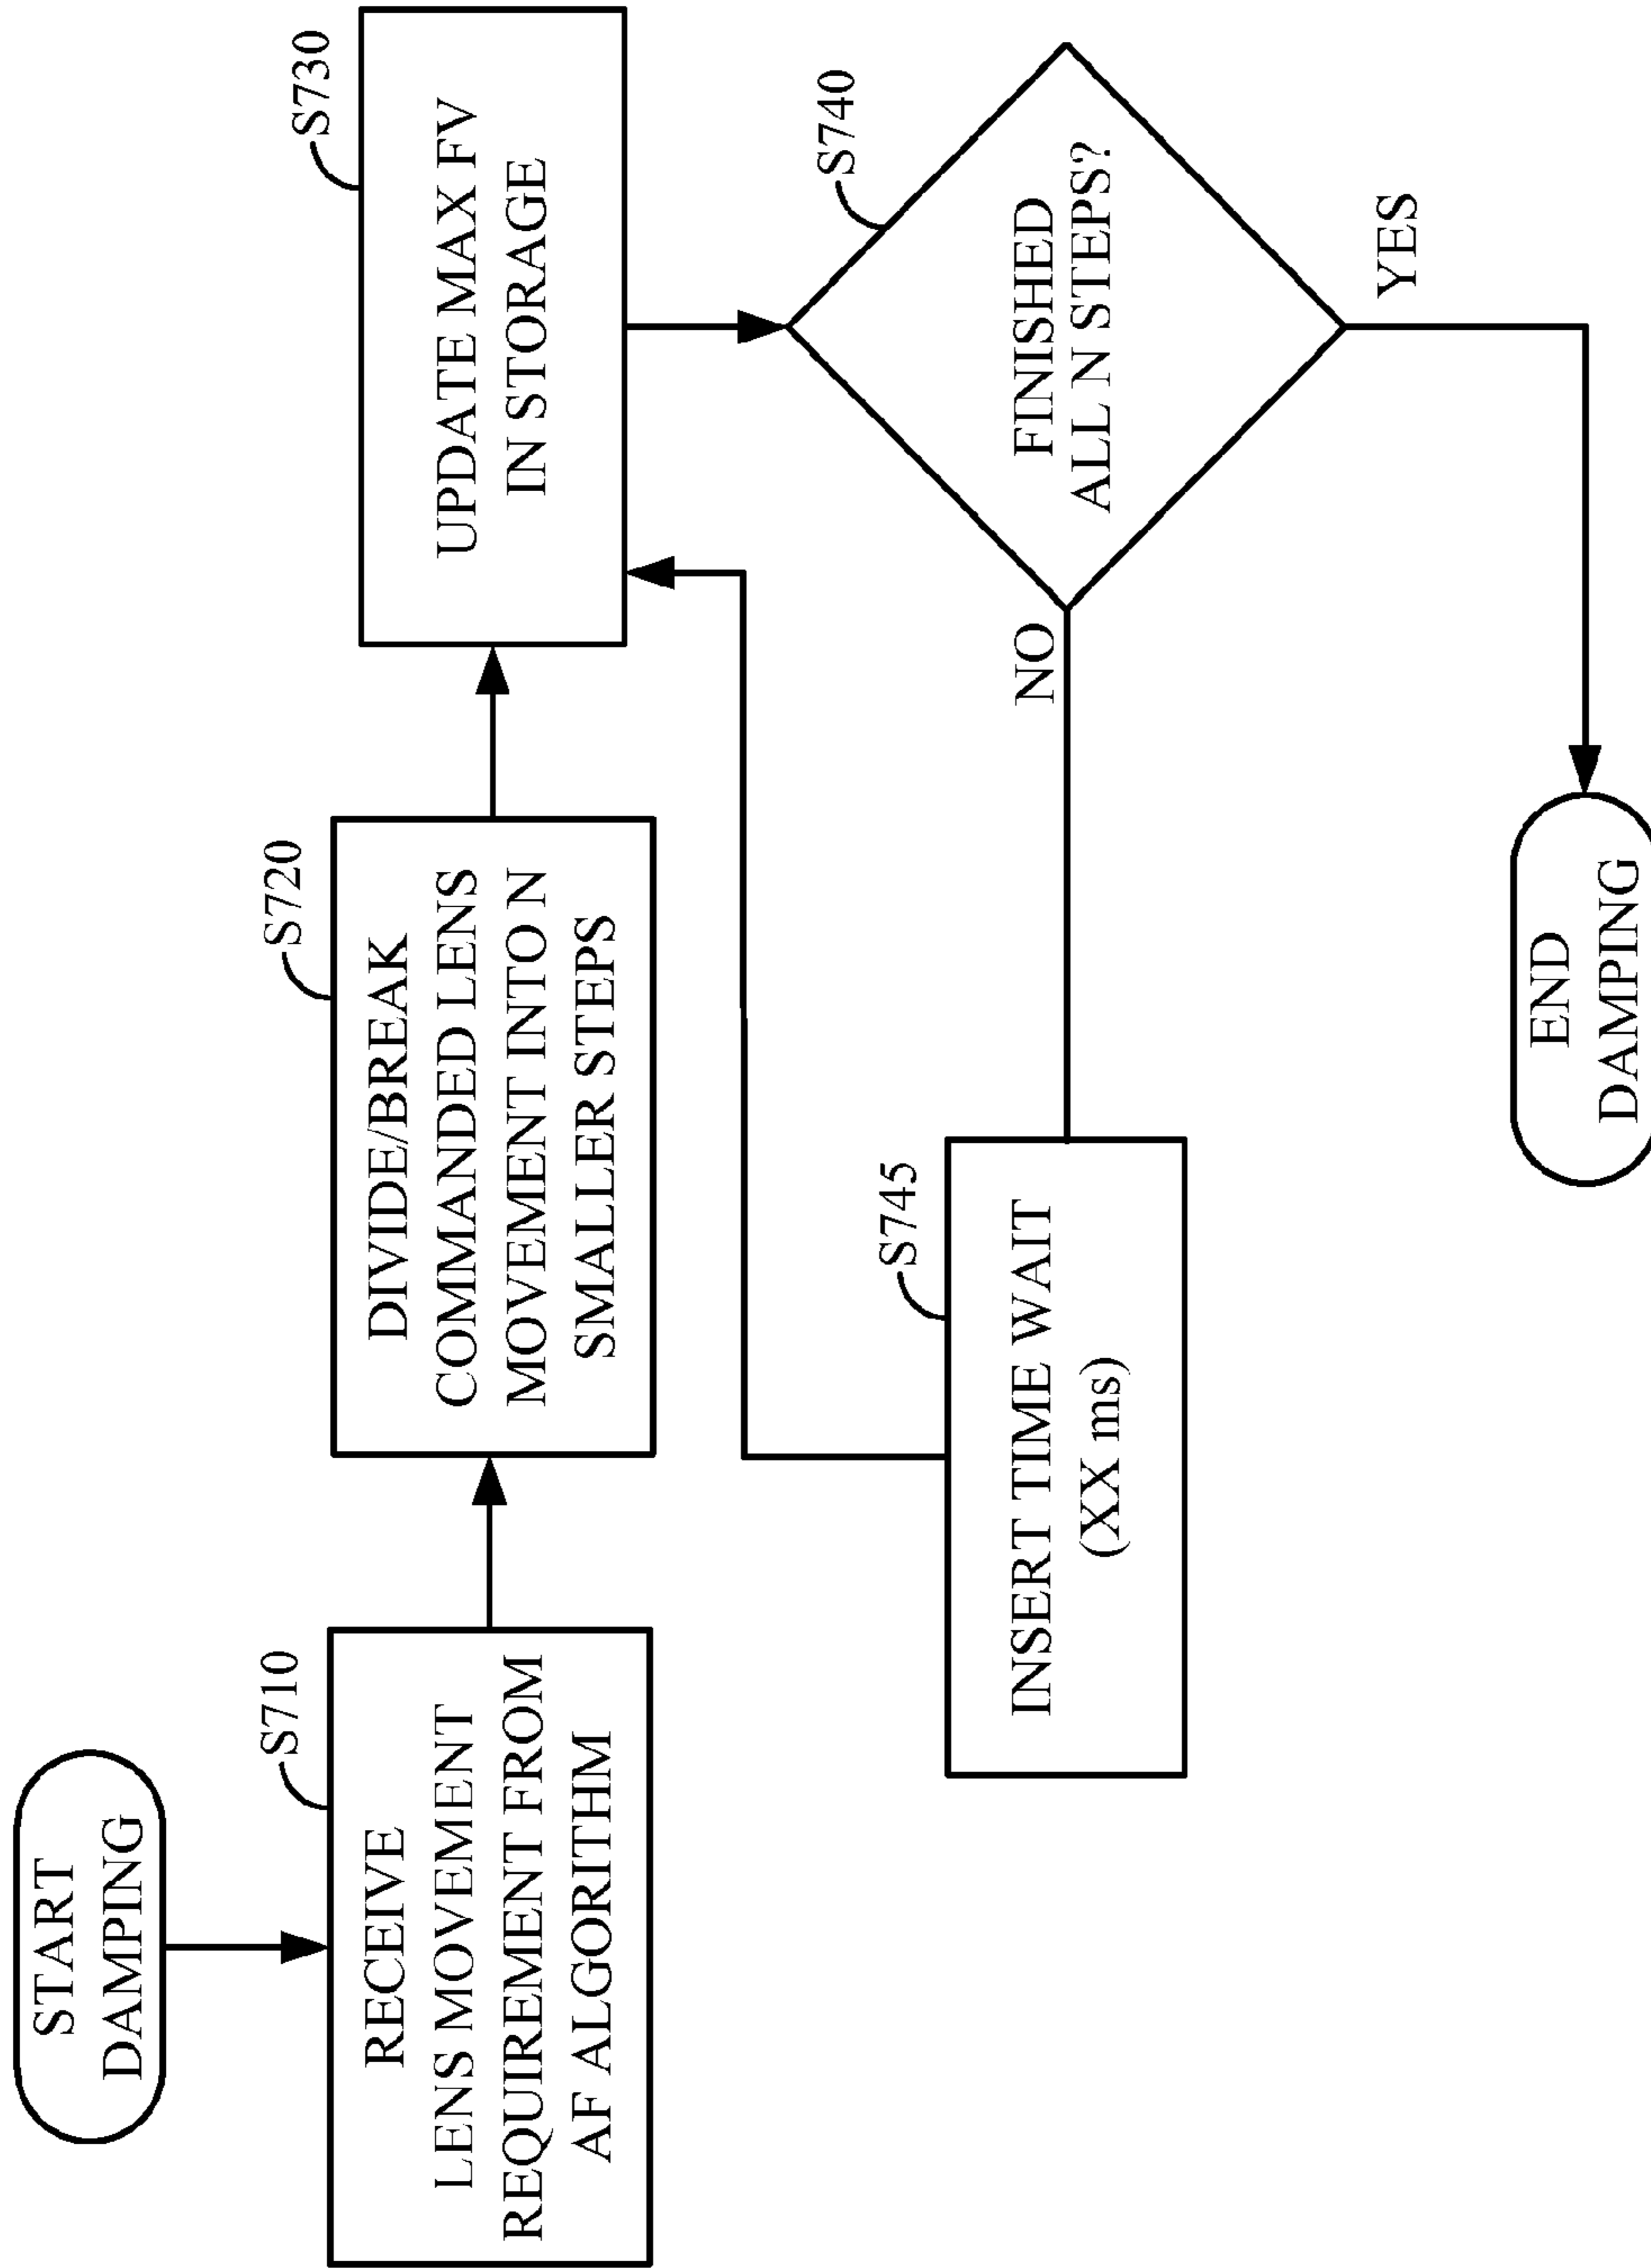 START
DAMPING
S710
RECEIVE
LENS MOVEMENT
REQUIREMENT FROM
AF ALGORITHM
S720
DIVIDE/BREAK
COMMANDED LENS
MOVEMENT INTO N
SMALLER STEPS
S730
UPDATE MAX FV
IN STORAGE
S740
FINISHED
ALL N STEPS?
NO
YES
S745
INSERT TIME WAIT
(XX ms)
END
DAMPING